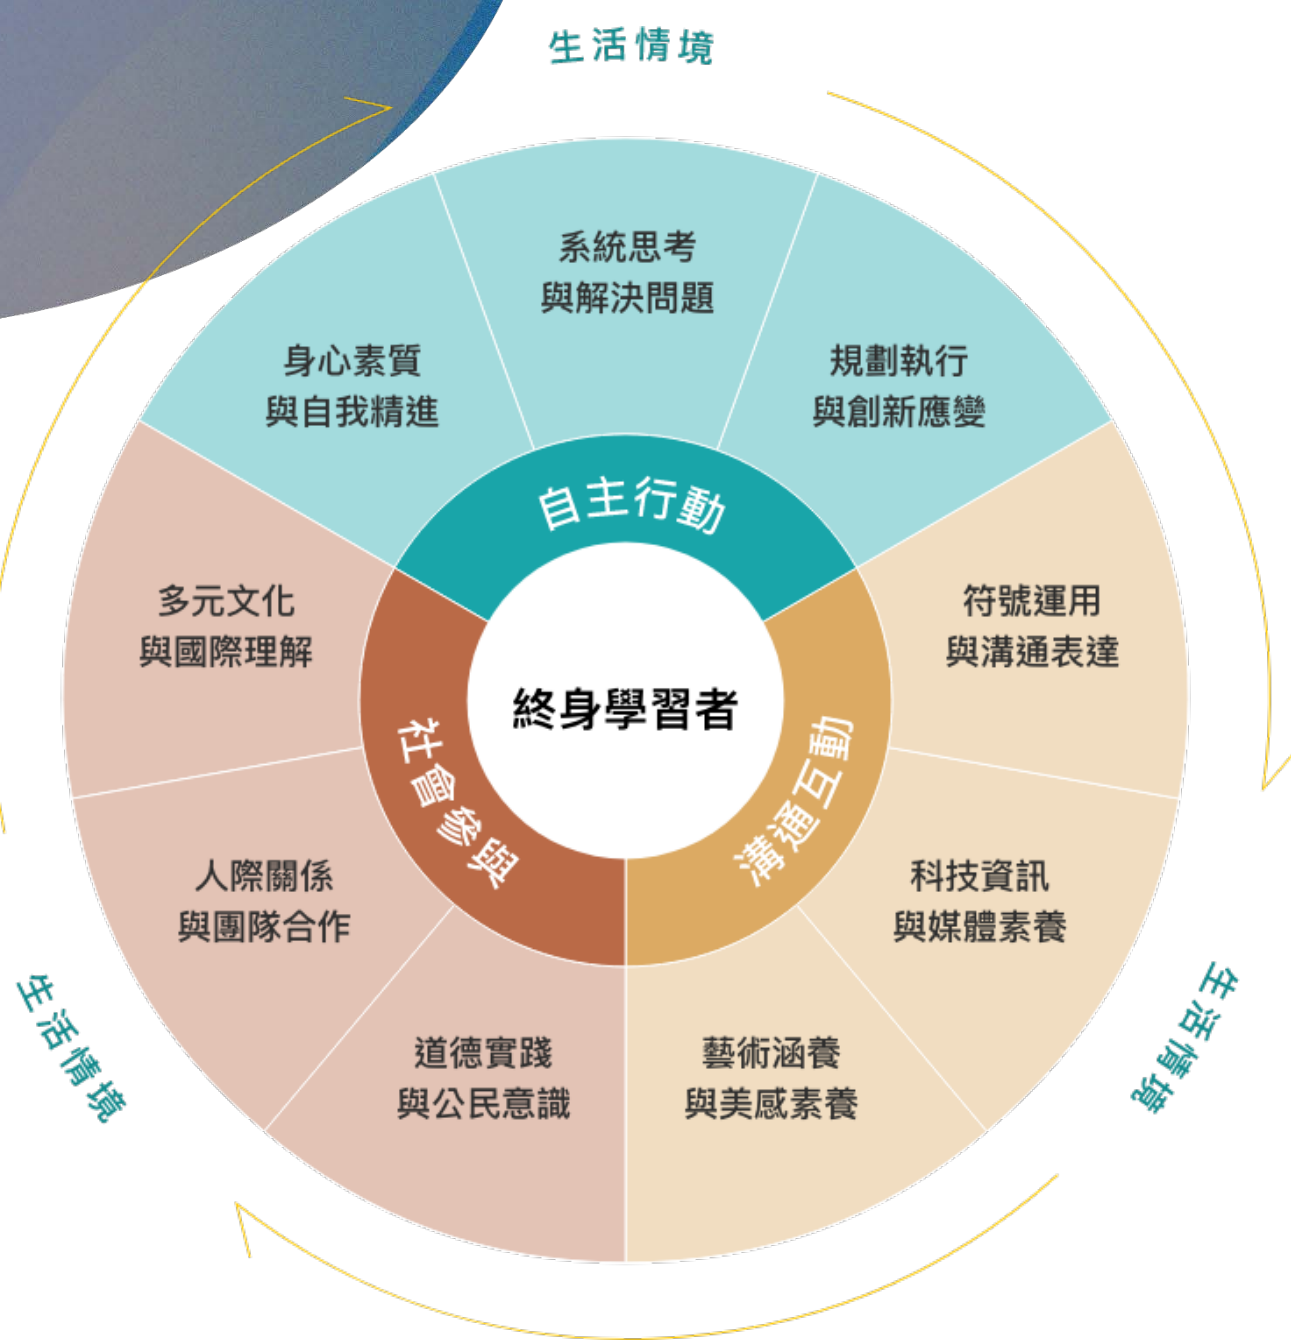 生活情境
系統思考
與解決問題
身心素質
與自我精進
規劃執行
與創新應變
自主行動
多元文化
與國際理解
符號運用
與溝通表達
終身學習者
社會參與
溝通互動
人際關係
與團隊合作
科技資訊
與媒體素養
生活情境
生活情境
道德實踐
與公民意識
藝術涵養
與美感素養